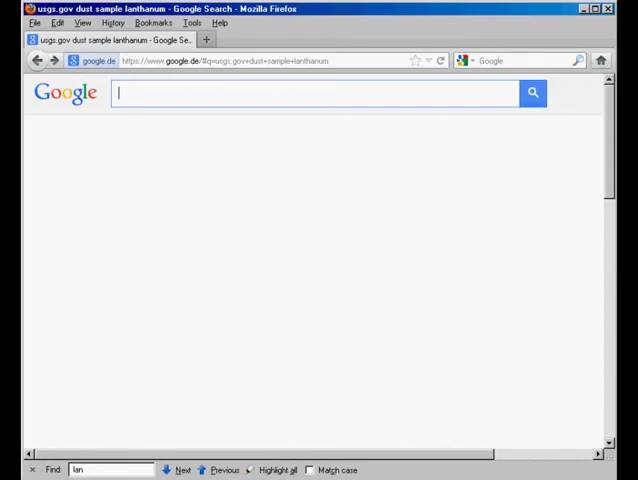 usgs.gov dust sample lanthanum - Google Search - Mozilla Firefox
File Edit View History Bookmarks Tools Help
usgs.gov dust sample lanthanum - Google Se...
google.de https://www.google.de/#q=usgs.gov+dust+sample+lanthanum Google
Google
Find: lan Next Previous Highlight all Match case